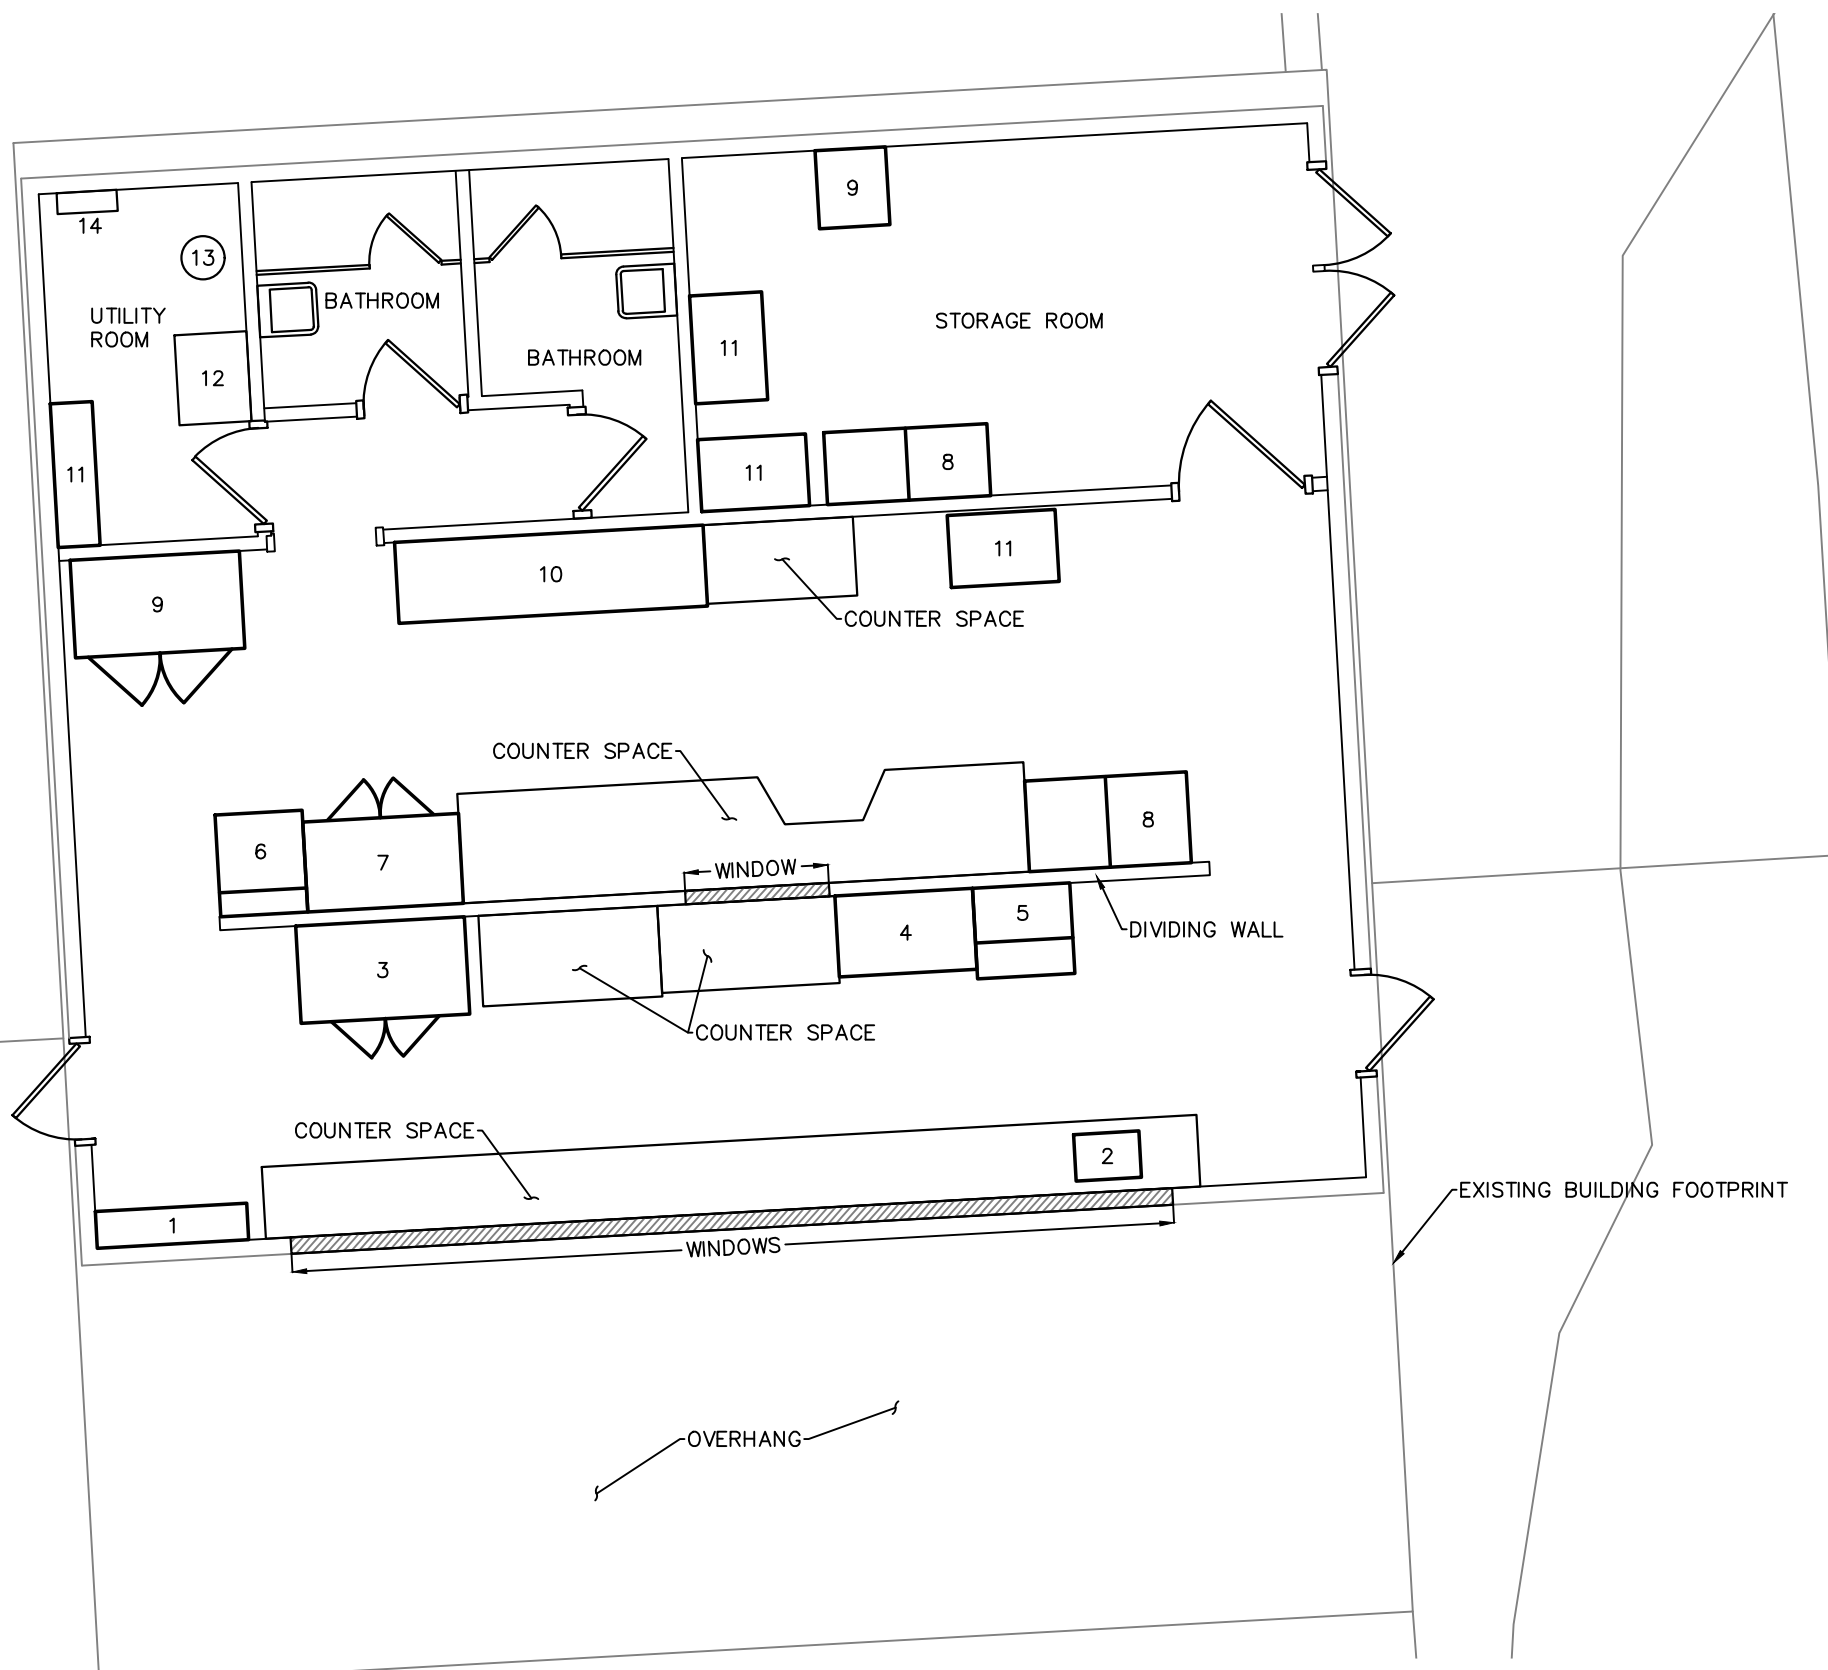 9
14
13
BATHROOM
UTILITY
ROOM
STORAGE ROOM
11
BATHROOM
12
8
11
11
11
10
9
COUNTER SPACE
COUNTER SPACE
8
6
7
WINDOW
5
4
DIVIDING WALL
3
COUNTER SPACE
COUNTER SPACE
2
EXISTING BUILDING FOOTPRINT
1
WINDOWS
OVERHANG